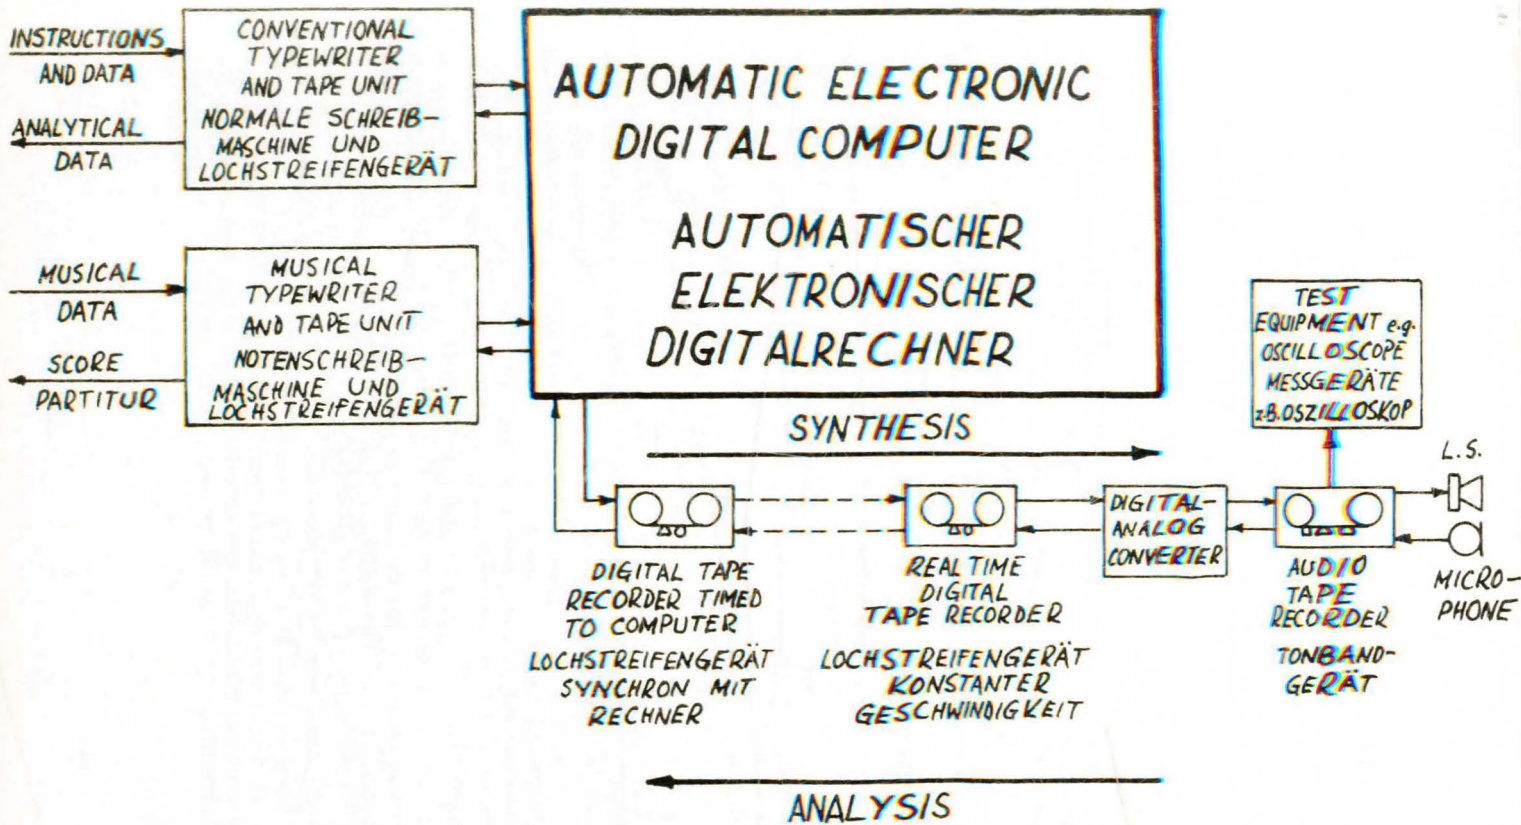 INSTRUCTIONS
AND DATA
ANALYTICAL
DATA
CONVENTIONAL
TYPEWRITER
AND TAPE UNIT
NORMALE SCHREIB-
MASCHINE UND
LOCHSTREIFENGERÄT
MUSICAL
DATA
SCORE
PARTITUR
MUSICAL
TYPEWRITER
AND TAPE UNIT
NOTENSCHREIB-
MASCHINE UND
LOCHSTREIFENGERÄT
AUTOMATIC ELECTRONIC
DIGITAL COMPUTER
AUTOMATISCHER
ELEKTRONISCHER
DIGITALRECHNER
TEST
EQUIPMENT e.g.
OSCILLOSCOPE
MESSGERÄTE
z.B. OSZILLOSKOP
SYNTHESIS
DIGITAL TAPE
RECORDER TIMED
TO COMPUTER
LOCHSTREIFENGERÄT
SYNCHRON MIT
RECHNER
REAL TIME
DIGITAL
TAPE RECORDER
LOCHSTREIFENGERÄT
KONSTANTER
GESCHWINDIGKEIT
DIGITAL-
ANALOG
CONVERTER
AUDIO
TAPE
RECORDER
TONBAND-
GERÄT
L.S.
MICRO-
PHONE
ANALYSIS